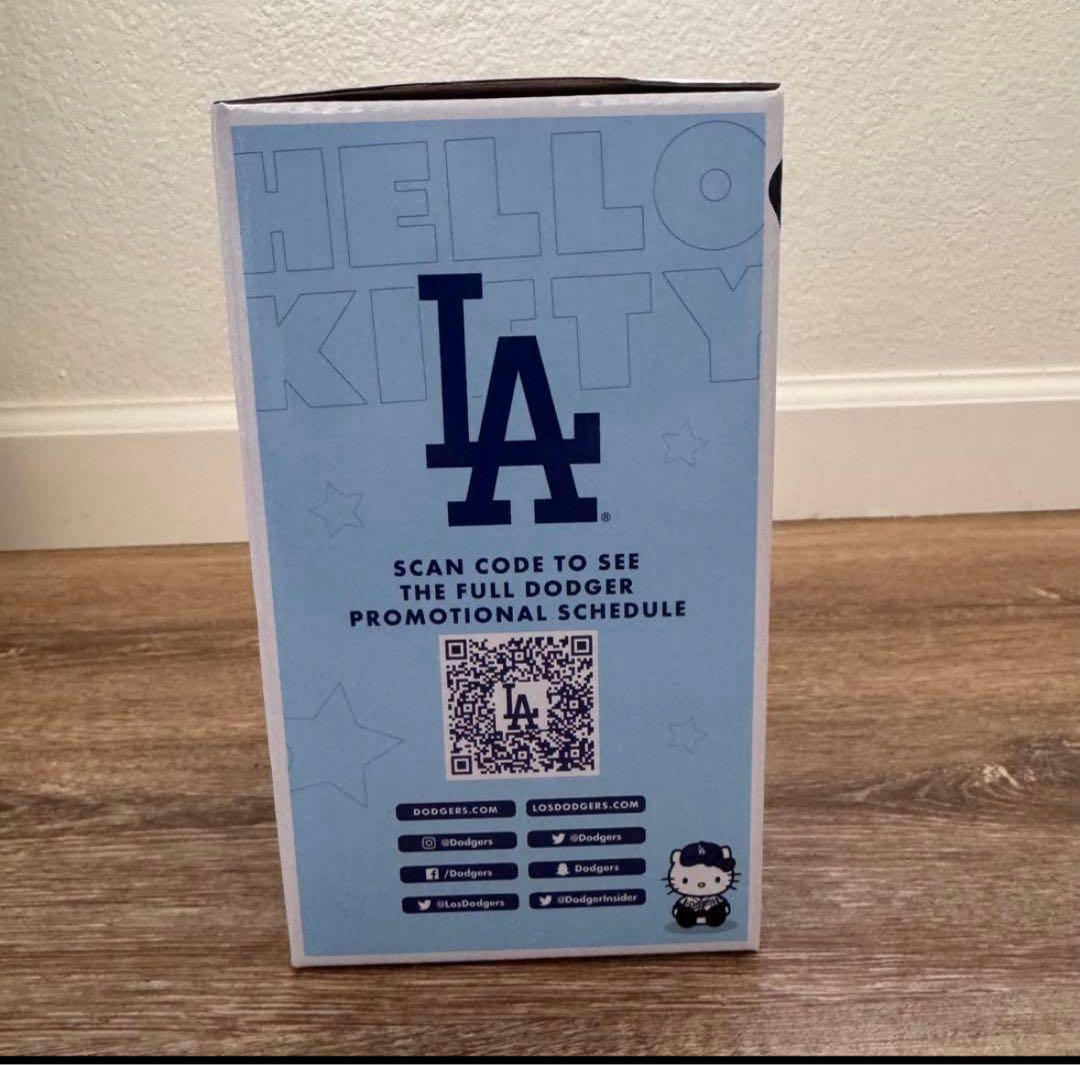 HELLO
KITTY
LA
®
SCAN CODE TO SEE
THE FULL DODGER
PROMOTIONAL SCHEDULE
LA
DODGERS.COM LOSDODGERS.COM
@Dodgers @Dodgers
/Dodgers Dodgers
@LosDodgers @DodgerInsider